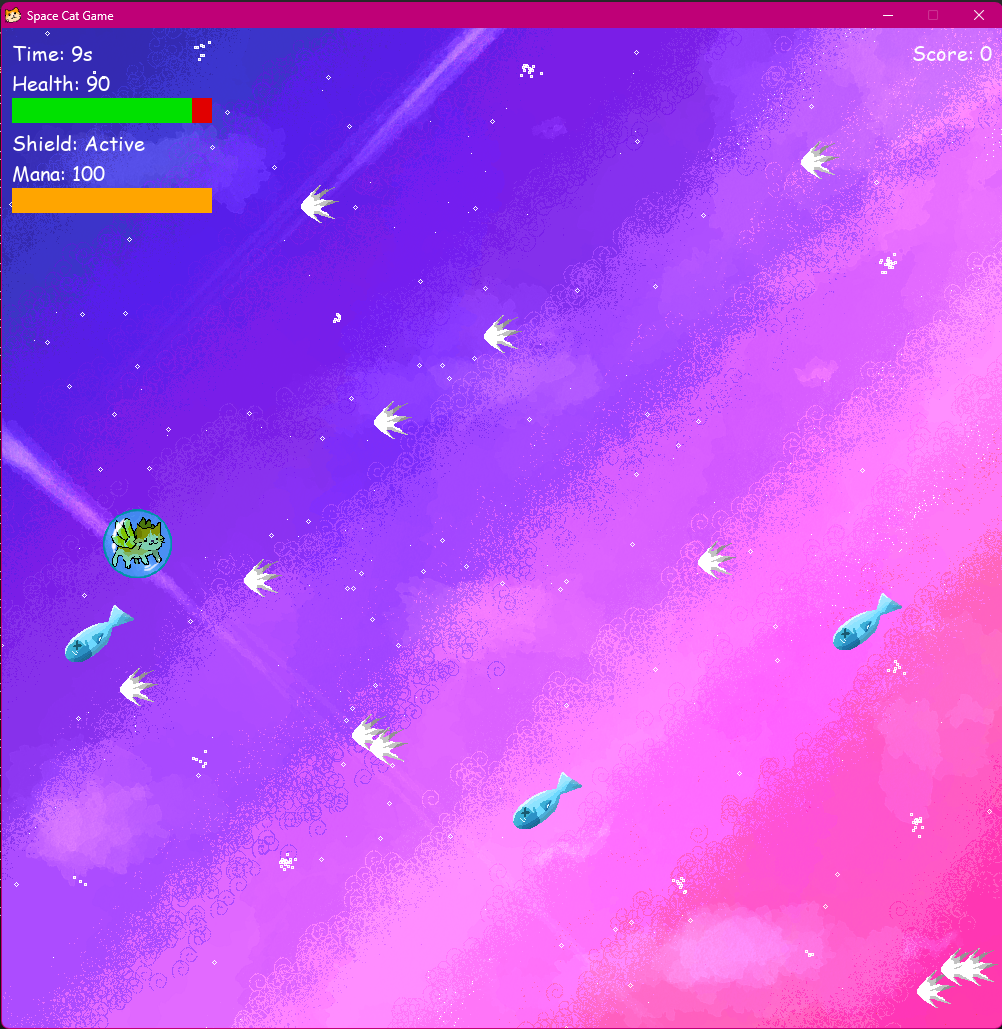 Space Cat Game
Time: 9s
Score: 0
Health: 90
Shield: Active
Mana: 100